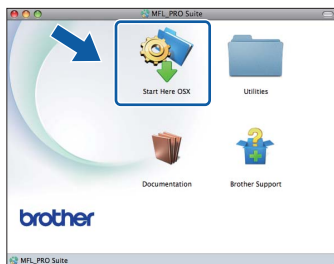 MFL_PRO Suite
Start Here OSX
Utilities
Documentation
Brother Support
brother
MFL_PRO Suite